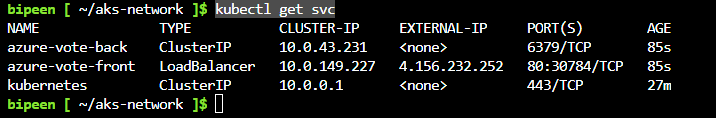 bipeen [ ~/aks-network ]$ kubectl get svc
NAME               TYPE           CLUSTER-IP     EXTERNAL-IP     PORT(S)        AGE
azure-vote-back    ClusterIP      10.0.43.231    <none>          6379/TCP       85s
azure-vote-front   LoadBalancer   10.0.149.227   4.156.232.252   80:30784/TCP   85s
kubernetes         ClusterIP      10.0.0.1       <none>          443/TCP        27m
bipeen [ ~/aks-network ]$